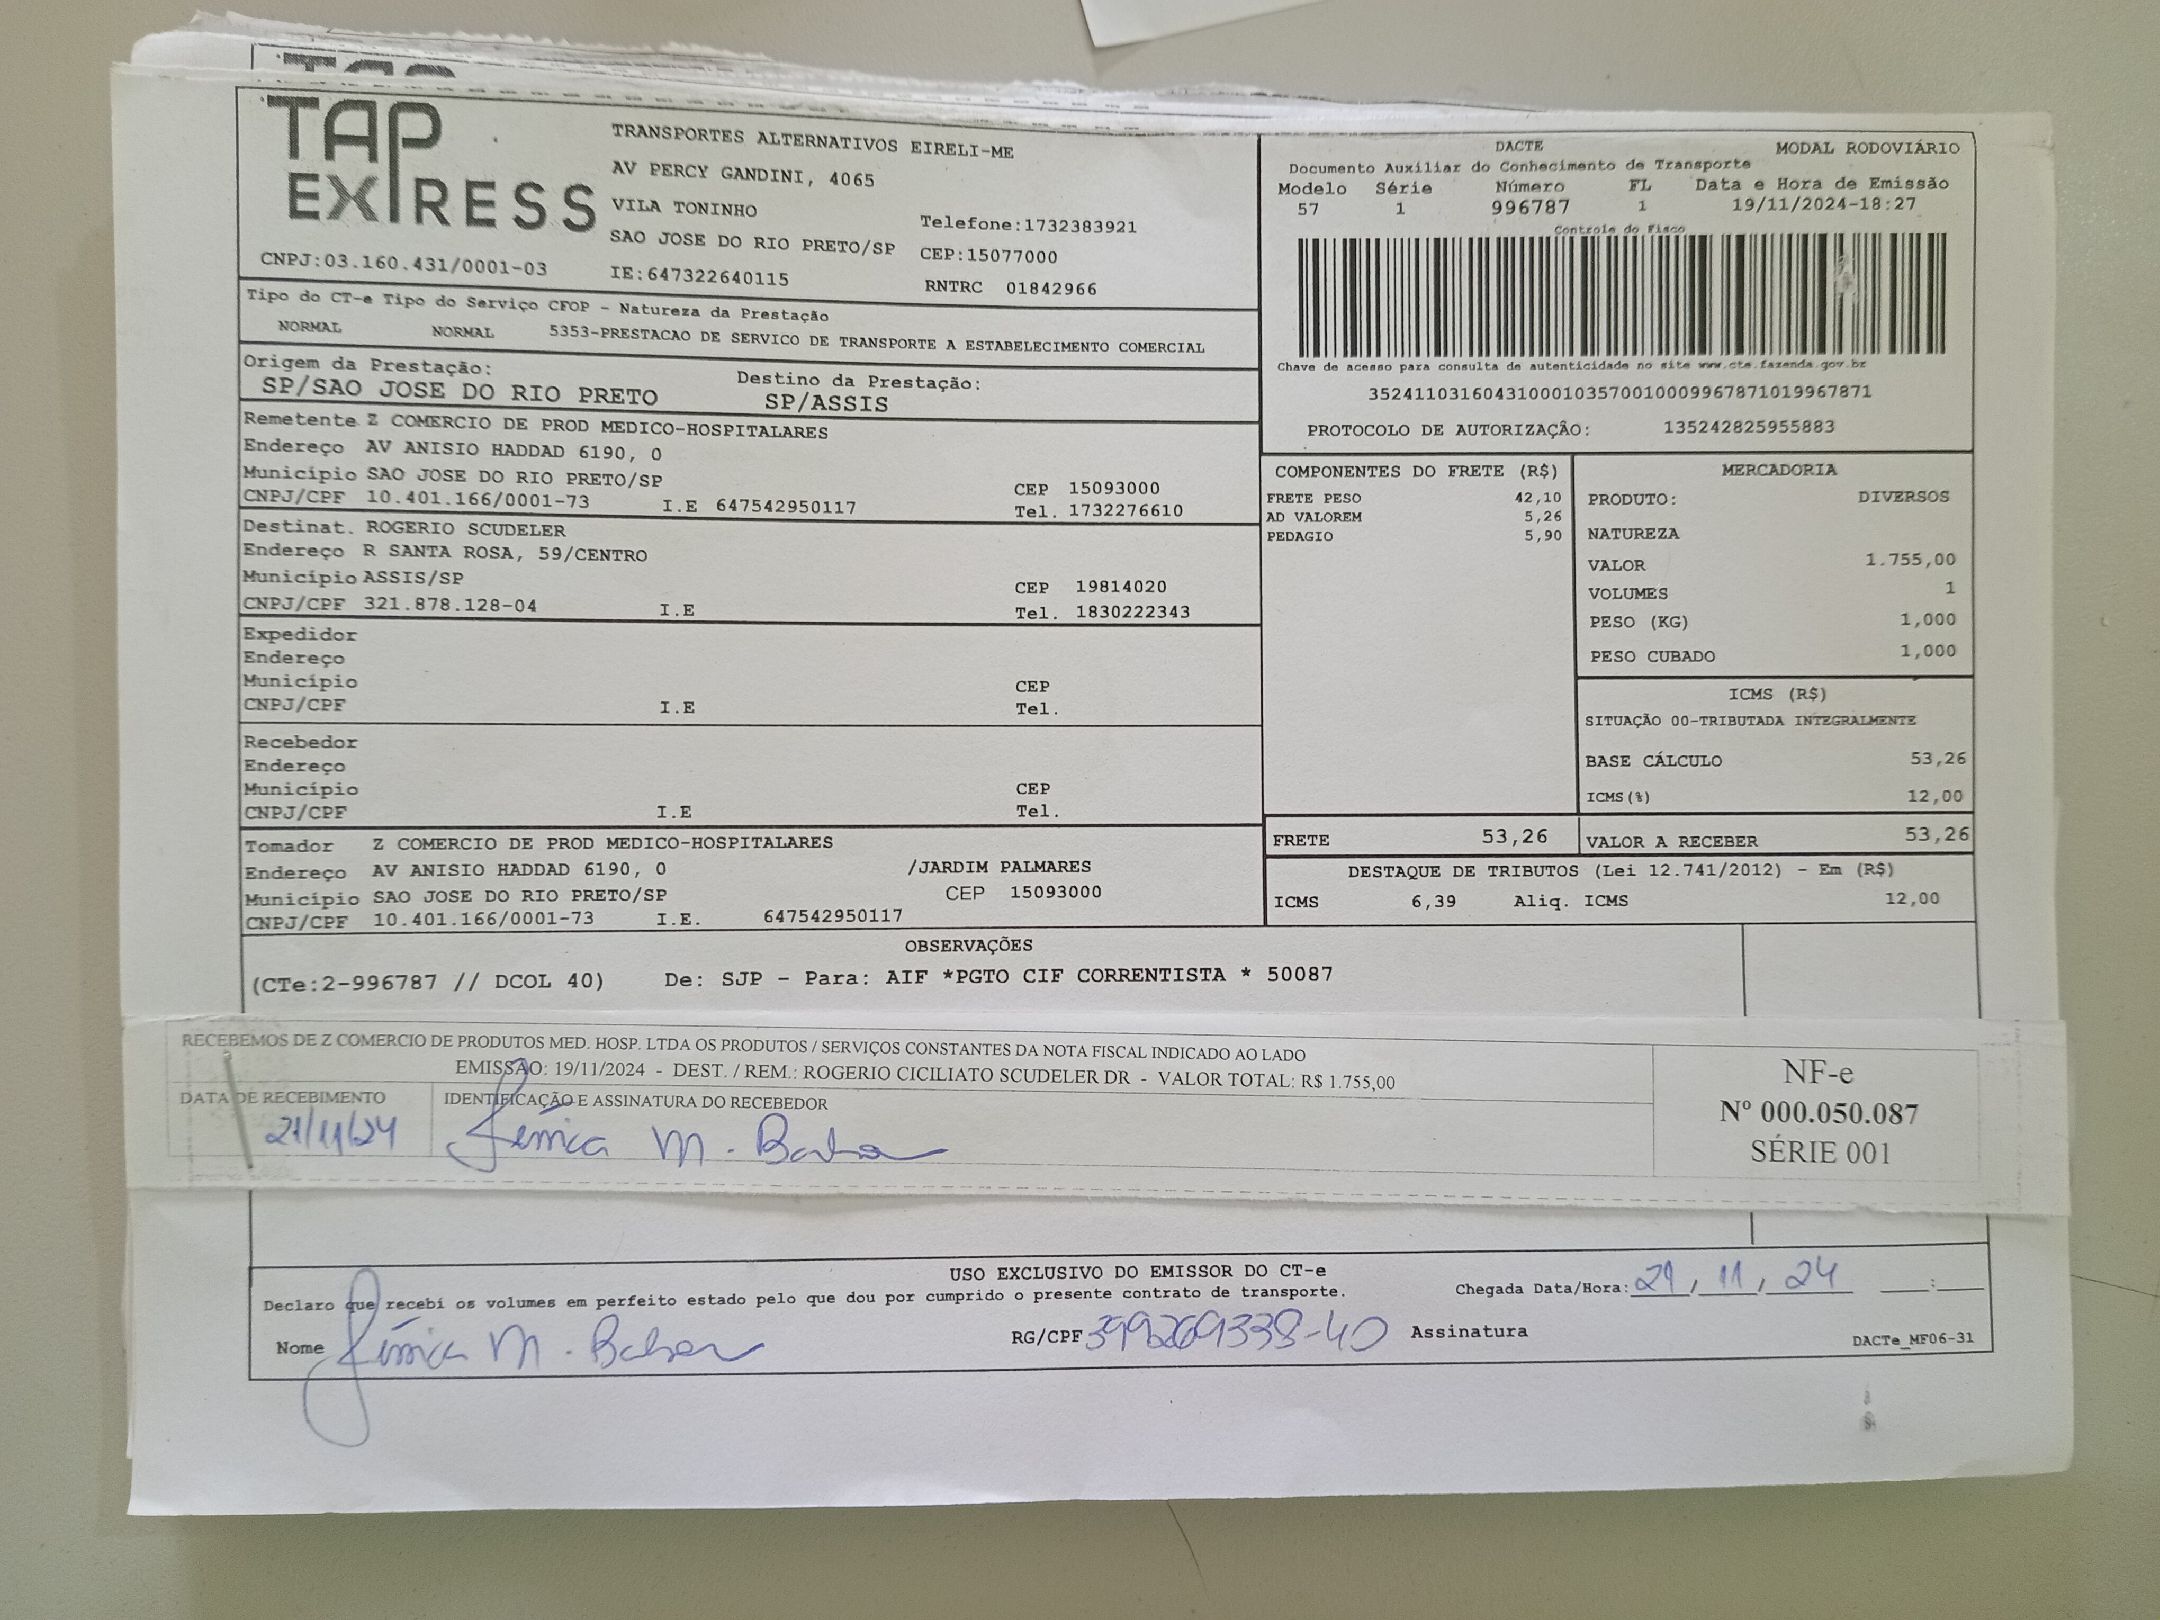 TAP
EXPRESS
TRANSPORTES ALTERNATIVOS EIRELI-ME
AV PERCY GANDINI, 4065
VILA TONINHO
Telefone:1732383921
SAO JOSE DO RIO PRETO/SP CEP:15077000
CNPJ:03.160.431/0001-03 IE:647322640115 RNTRC 01842966
DACTE MODAL RODOVIÁRIO
Documento Auxiliar do Conhecimento de Transporte
Modelo Série Número FL Data e Hora de Emissão
57 1 996787 1 19/11/2024-18:27
Controle do Fisco
Chave de acesso para consulta de autenticidade no site www.cte.fazenda.gov.br
35241103160431000103570010009967871019967871
PROTOCOLO DE AUTORIZAÇÃO: 135242825955883
Tipo do CT-e Tipo do Serviço CFOP - Natureza da Prestação
NORMAL NORMAL 5353-PRESTACAO DE SERVICO DE TRANSPORTE A ESTABELECIMENTO COMERCIAL
Origem da Prestação: Destino da Prestação:
SP/SAO JOSE DO RIO PRETO SP/ASSIS
Remetente Z COMERCIO DE PROD MEDICO-HOSPITALARES
Endereço AV ANISIO HADDAD 6190, 0
Município SAO JOSE DO RIO PRETO/SP CEP 15093000
CNPJ/CPF 10.401.166/0001-73 I.E 647542950117 Tel. 1732276610
Destinat. ROGERIO SCUDELER
Endereço R SANTA ROSA, 59/CENTRO
Município ASSIS/SP CEP 19814020
CNPJ/CPF 321.878.128-04 I.E Tel. 1830222343
Expedidor
Endereço
Município CEP
CNPJ/CPF I.E Tel.
Recebedor
Endereço
Município CEP
CNPJ/CPF I.E Tel.
Tomador Z COMERCIO DE PROD MEDICO-HOSPITALARES
Endereço AV ANISIO HADDAD 6190, 0 /JARDIM PALMARES
Município SAO JOSE DO RIO PRETO/SP CEP 15093000
CNPJ/CPF 10.401.166/0001-73 I.E. 647542950117
COMPONENTES DO FRETE (R$)
FRETE PESO 42,10
AD VALOREM 5,26
PEDAGIO 5,90
MERCADORIA
PRODUTO: DIVERSOS
NATUREZA
VALOR 1.755,00
VOLUMES 1
PESO (KG) 1,000
PESO CUBADO 1,000
ICMS (R$)
SITUAÇÃO 00-TRIBUTADA INTEGRALMENTE
BASE CÁLCULO 53,26
ICMS(%) 12,00
FRETE 53,26 VALOR A RECEBER 53,26
DESTAQUE DE TRIBUTOS (Lei 12.741/2012) - Em (R$)
ICMS 6,39 Aliq. ICMS 12,00
OBSERVAÇÕES
(CTe:2-996787 // DCOL 40) De: SJP - Para: AIF *PGTO CIF CORRENTISTA * 50087
RECEBEMOS DE Z COMERCIO DE PRODUTOS MED. HOSP. LTDA OS PRODUTOS / SERVIÇOS CONSTANTES DA NOTA FISCAL INDICADO AO LADO
EMISSÃO: 19/11/2024 - DEST. / REM.: ROGERIO CICILIATO SCUDELER DR - VALOR TOTAL: R$ 1.755,00
DATA DE RECEBIMENTO IDENTIFICAÇÃO E ASSINATURA DO RECEBEDOR
21/11/24 Jéssica M.
NF-e
Nº 000.050.087
SÉRIE 001
USO EXCLUSIVO DO EMISSOR DO CT-e
Declaro que recebi os volumes em perfeito estado pelo que dou por cumprido o presente contrato de transporte.
Chegada Data/Hora: 21, 11, 24 :
Nome Jéssica M. RG/CPF 399269338-40 Assinatura
DACTe_MF06-31